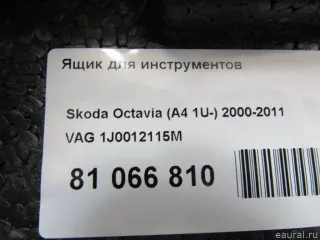 Ящик для инструментов
Skoda Octavia (A4 1U-) 2000-2011
VAG 1J0012115M
81 066 810
eaural.ru